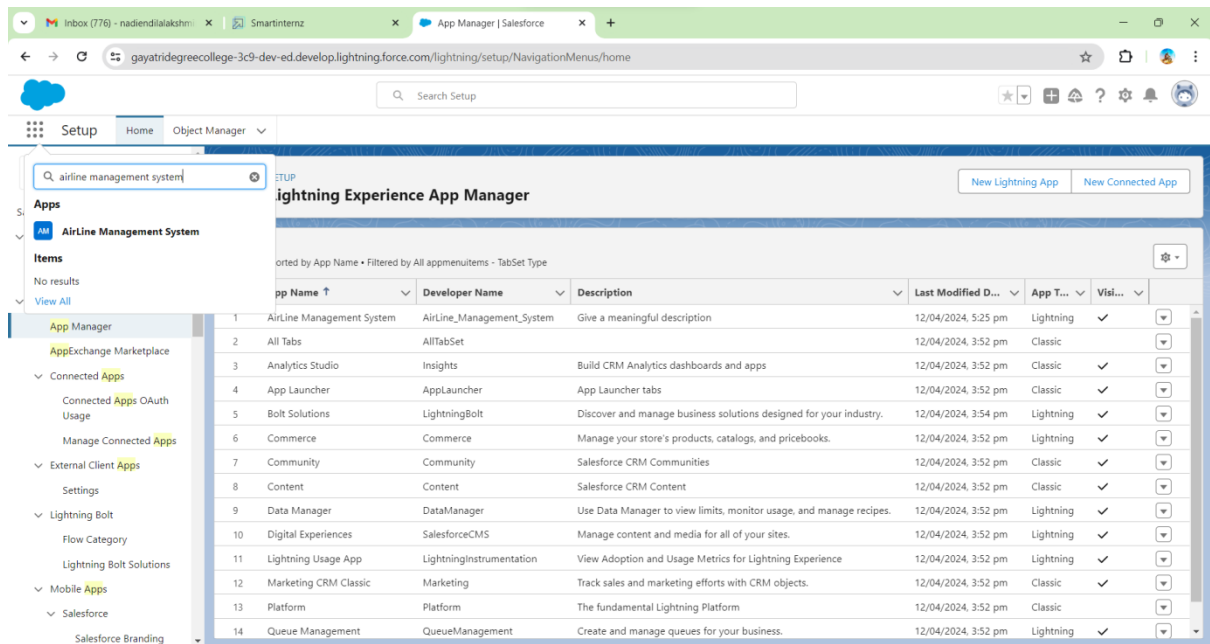 Inbox (776) - nadiendilalakshmi
Smartinternz
App Manager | Salesforce
gayatridegreecollege-3c9-dev-ed.develop.lightning.force.com/lightning/setup/NavigationMenus/home
Search Setup
Setup
Home
Object Manager
airline management system
Apps
AM AirLine Management System
Items
No results
View All
App Manager
AppExchange Marketplace
Connected Apps
Connected Apps OAuth
Usage
Manage Connected Apps
External Client Apps
Settings
Lightning Bolt
Flow Category
Lightning Bolt Solutions
Mobile Apps
Salesforce
Salesforce Branding
ETUP
ightning Experience App Manager
New Lightning App
New Connected App
orted by App Name • Filtered by All appmenuitems - TabSet Type
pp Name ↑ Developer Name Description Last Modified D... App T... Visi...
1 AirLine Management System AirLine_Management_System Give a meaningful description 12/04/2024, 5:25 pm Lightning
2 All Tabs AllTabSet 12/04/2024, 3:52 pm Classic
3 Analytics Studio Insights Build CRM Analytics dashboards and apps 12/04/2024, 3:52 pm Classic
4 App Launcher AppLauncher App Launcher tabs 12/04/2024, 3:52 pm Classic
5 Bolt Solutions LightningBolt Discover and manage business solutions designed for your industry. 12/04/2024, 3:54 pm Lightning
6 Commerce Commerce Manage your store's products, catalogs, and pricebooks. 12/04/2024, 3:52 pm Lightning
7 Community Community Salesforce CRM Communities 12/04/2024, 3:52 pm Classic
8 Content Content Salesforce CRM Content 12/04/2024, 3:52 pm Classic
9 Data Manager DataManager Use Data Manager to view limits, monitor usage, and manage recipes. 12/04/2024, 3:52 pm Lightning
10 Digital Experiences SalesforceCMS Manage content and media for all of your sites. 12/04/2024, 3:52 pm Lightning
11 Lightning Usage App LightningInstrumentation View Adoption and Usage Metrics for Lightning Experience 12/04/2024, 3:52 pm Lightning
12 Marketing CRM Classic Marketing Track sales and marketing efforts with CRM objects. 12/04/2024, 3:52 pm Classic
13 Platform Platform The fundamental Lightning Platform 12/04/2024, 3:52 pm Classic
14 Queue Management QueueManagement Create and manage queues for your business. 12/04/2024, 3:52 pm Lightning